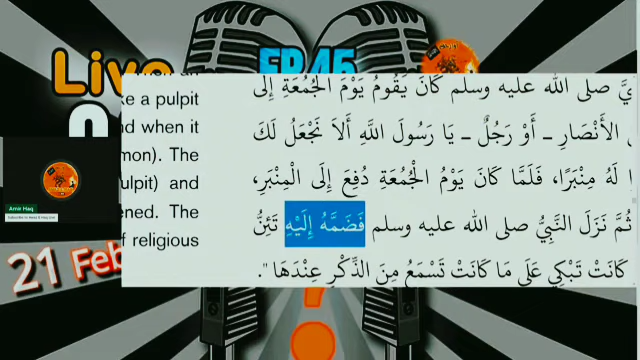 Live
EP 46
Q
21 Feb
Amir Haq
ke a pulpit
nd when it
mon). The
ulpit) and
ened. The
f religious
صلى الله عليه وسلم كَانَ يَقُومُ يَوْمَ الْجُمُعَةِ إِلَى
الأَنْصَارِ ـ أَوْ رَجُلٌ ـ يَا رَسُولَ اللَّهِ أَلاَ نَجْعَلُ لَكَ
لَهُ مِنْبَرًا، فَلَمَّا كَانَ يَوْمُ الْجُمُعَةِ دُفِعَ إِلَى الْمِنْبَرِ،
ثُمَّ نَزَلَ النَّبِيُّ صلى الله عليه وسلم فَضَمَّهُ إِلَيْهِ تَئِنُّ
كَانَتْ تَبْكِي عَلَى مَا كَانَتْ تَسْمَعُ مِنَ الذِّكْرِ عِنْدَهَا ".